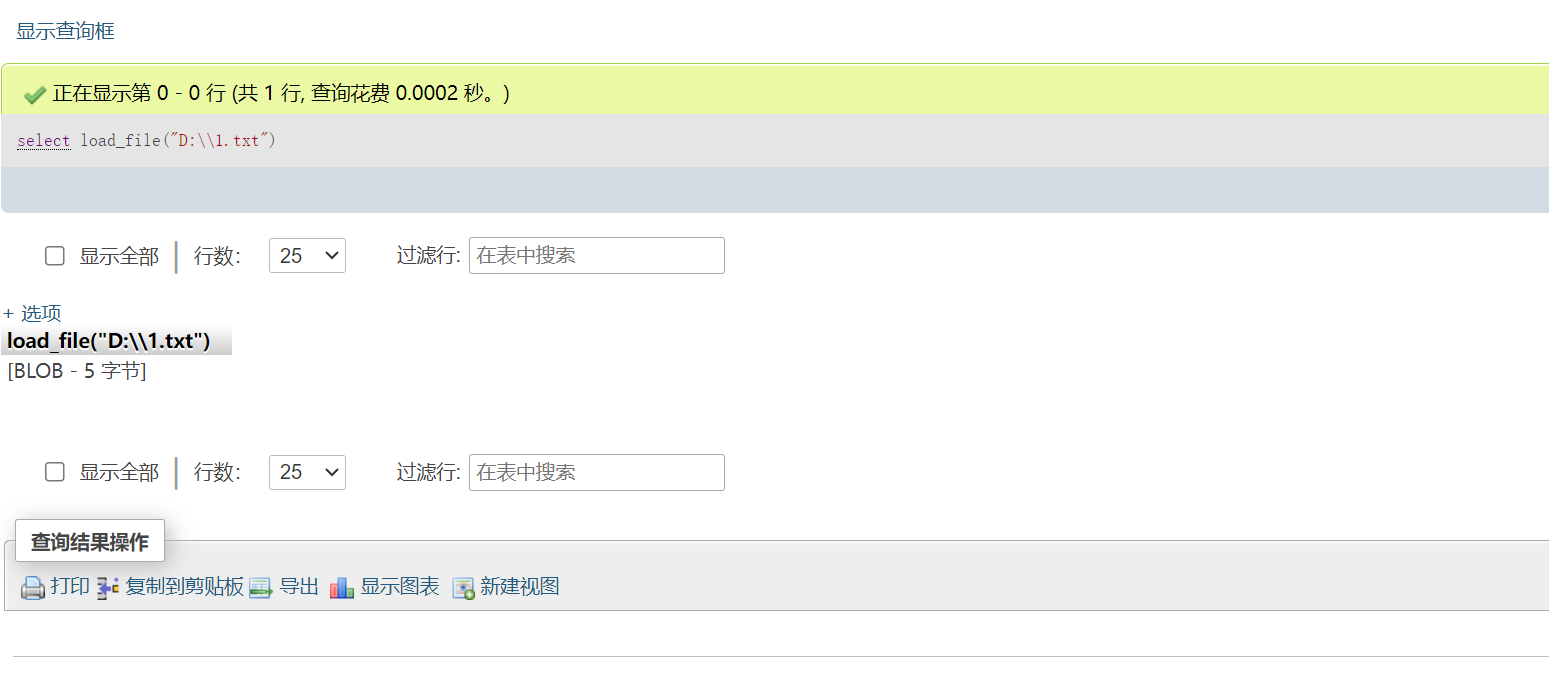 显示查询框
正在显示第 0 - 0 行 (共 1 行, 查询花费 0.0002 秒。)
select load_file("D:\\1.txt")
显示全部 行数: 25 过滤行: 在表中搜索
+ 选项
load_file("D:\\1.txt")
[BLOB - 5 字节]
显示全部 行数: 25 过滤行: 在表中搜索
查询结果操作
打印 复制到剪贴板 导出 显示图表 新建视图